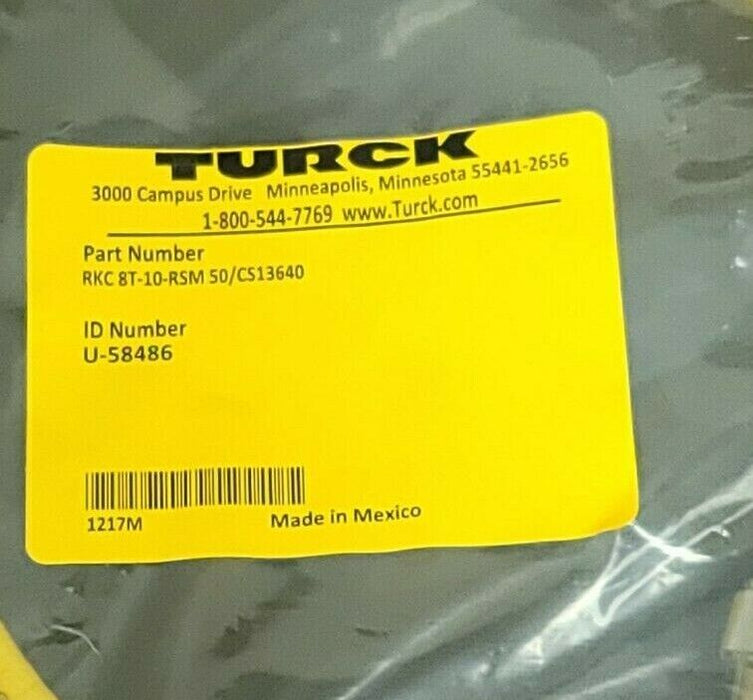 TURCK
3000 Campus Drive Minneapolis, Minnesota 55441-2656
1-800-544-7769 www.Turck.com
Part Number
RKC 8T-10-RSM 50/CS13640
ID Number
U-58486
1217M Made in Mexico